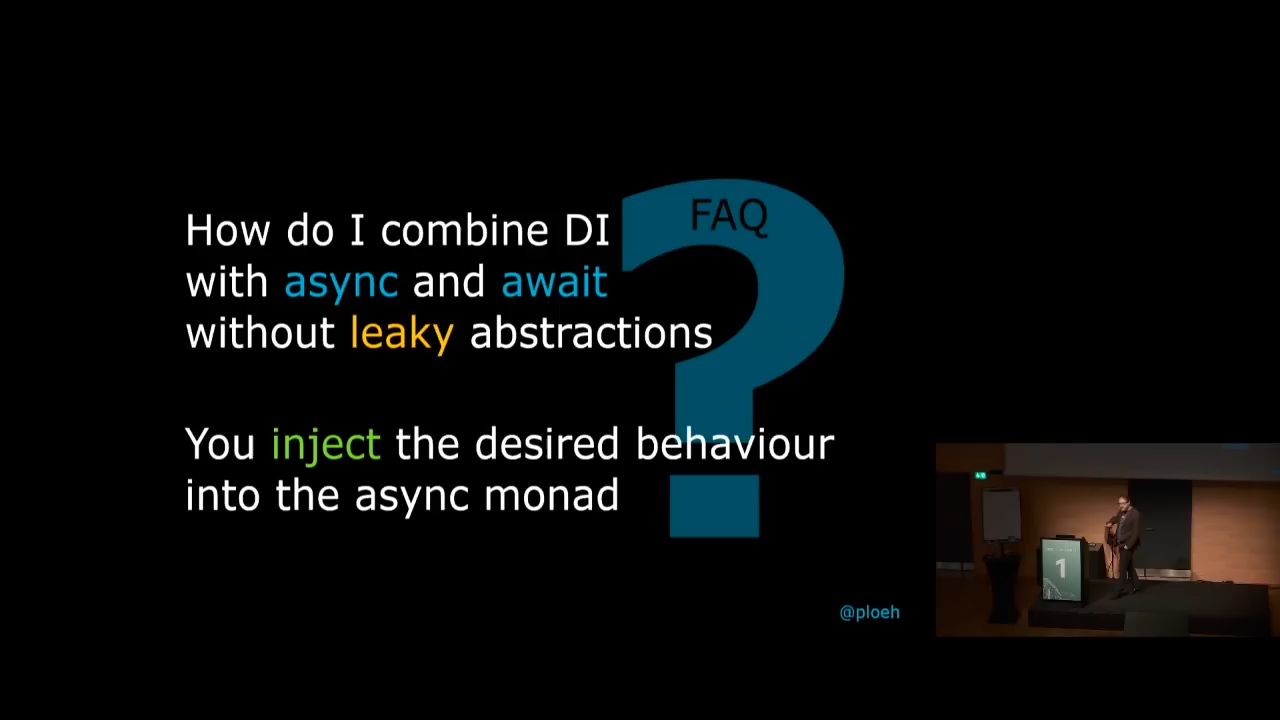 FAQ
How do I combine DI
with async and await
without leaky abstractions
You inject the desired behaviour
into the async monad
@ploeh
1